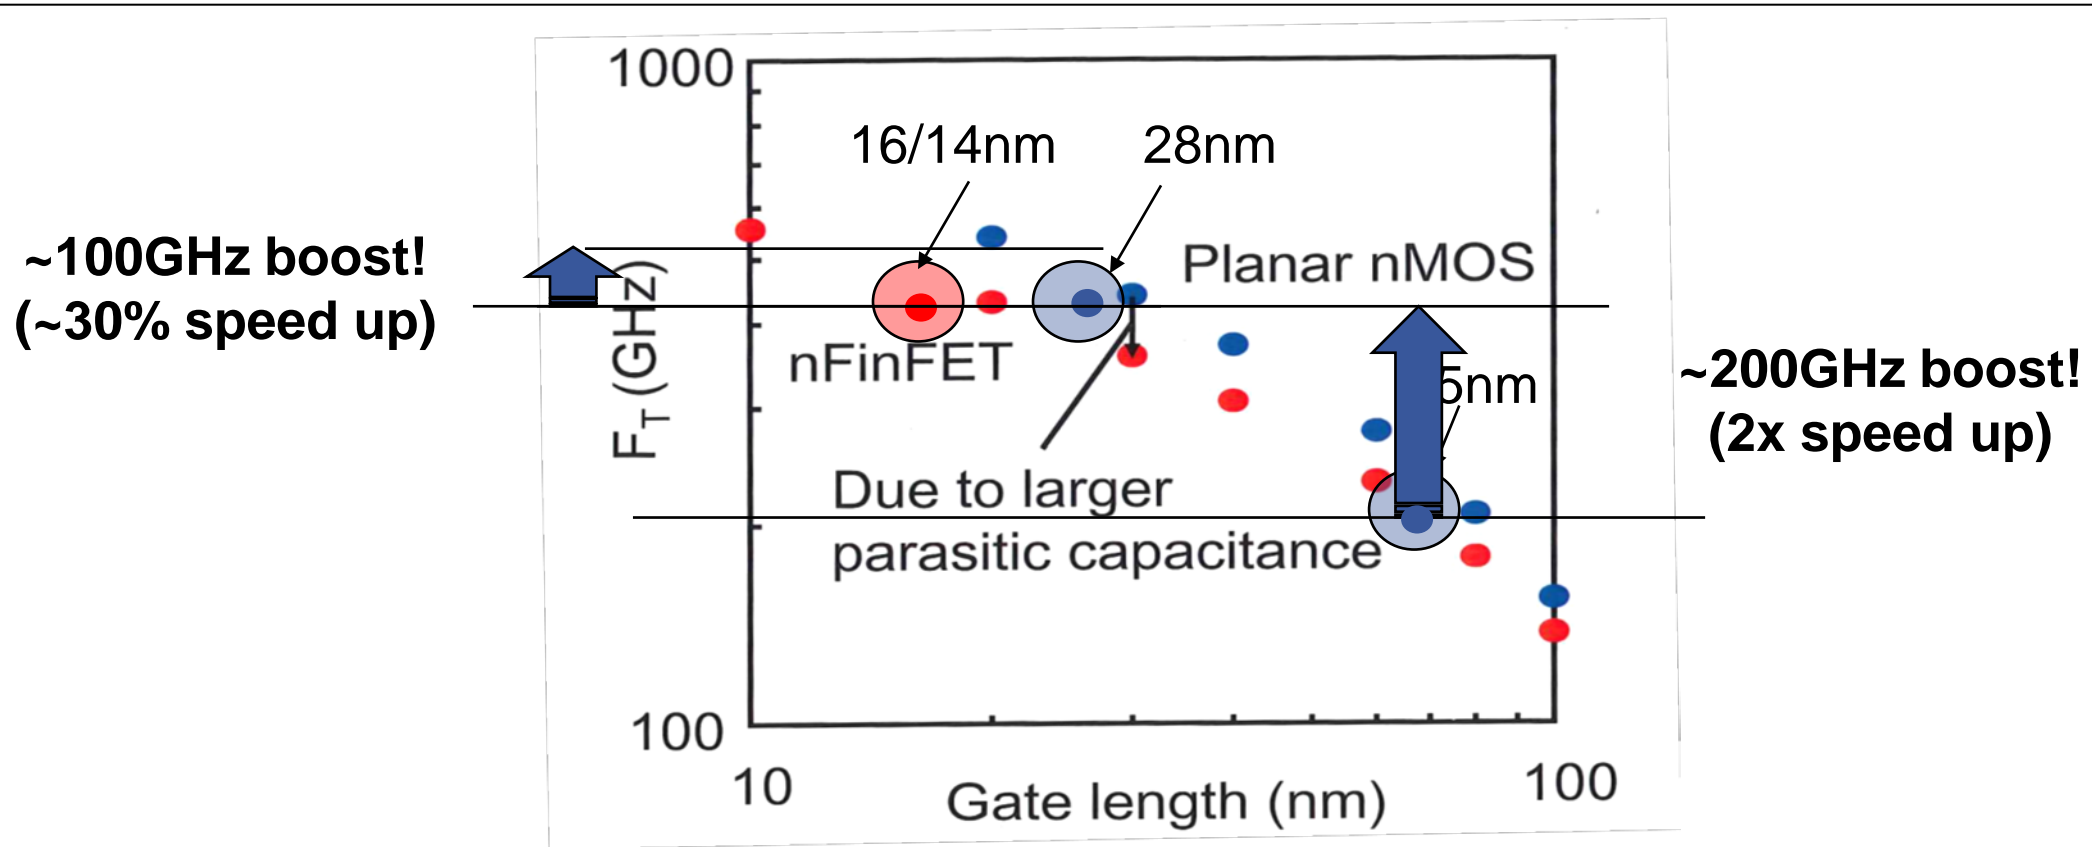 1000
16/14nm
28nm
~100GHz boost!
(~30% speed up)
Planar nMOS
F_T (GHz)
nFinFET
5nm
~200GHz boost!
(2x speed up)
Due to larger
parasitic capacitance
100
10
100
Gate length (nm)